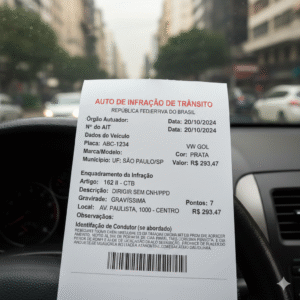 AUTO DE INFRAÇÃO DE TRÂNSITO
REPÚBLICA FEDERTIVA DO BRASIL
Órgão Autuador: Data: 20/10/2024
Nº do AIT Data: 20/10/2024
Dados do Veículo
Placa: ABC-1234 VW GOL
Marca/Modelo: Cor: PRATA
Município: UF; SÃO PAULO/SP Valor: R$ 293,47
Enquadramento da Infração
Artigo: 162 II - CTB
Descrição: DIRIGIR SEM CNH/PPD
Gravirade: GRAVÍSSIMA Pontos: 7
Local: AV. PAULISTA, 1000 - CENTRO R$ 293,47
Observações:
Identificação de Condutor (se abordado)